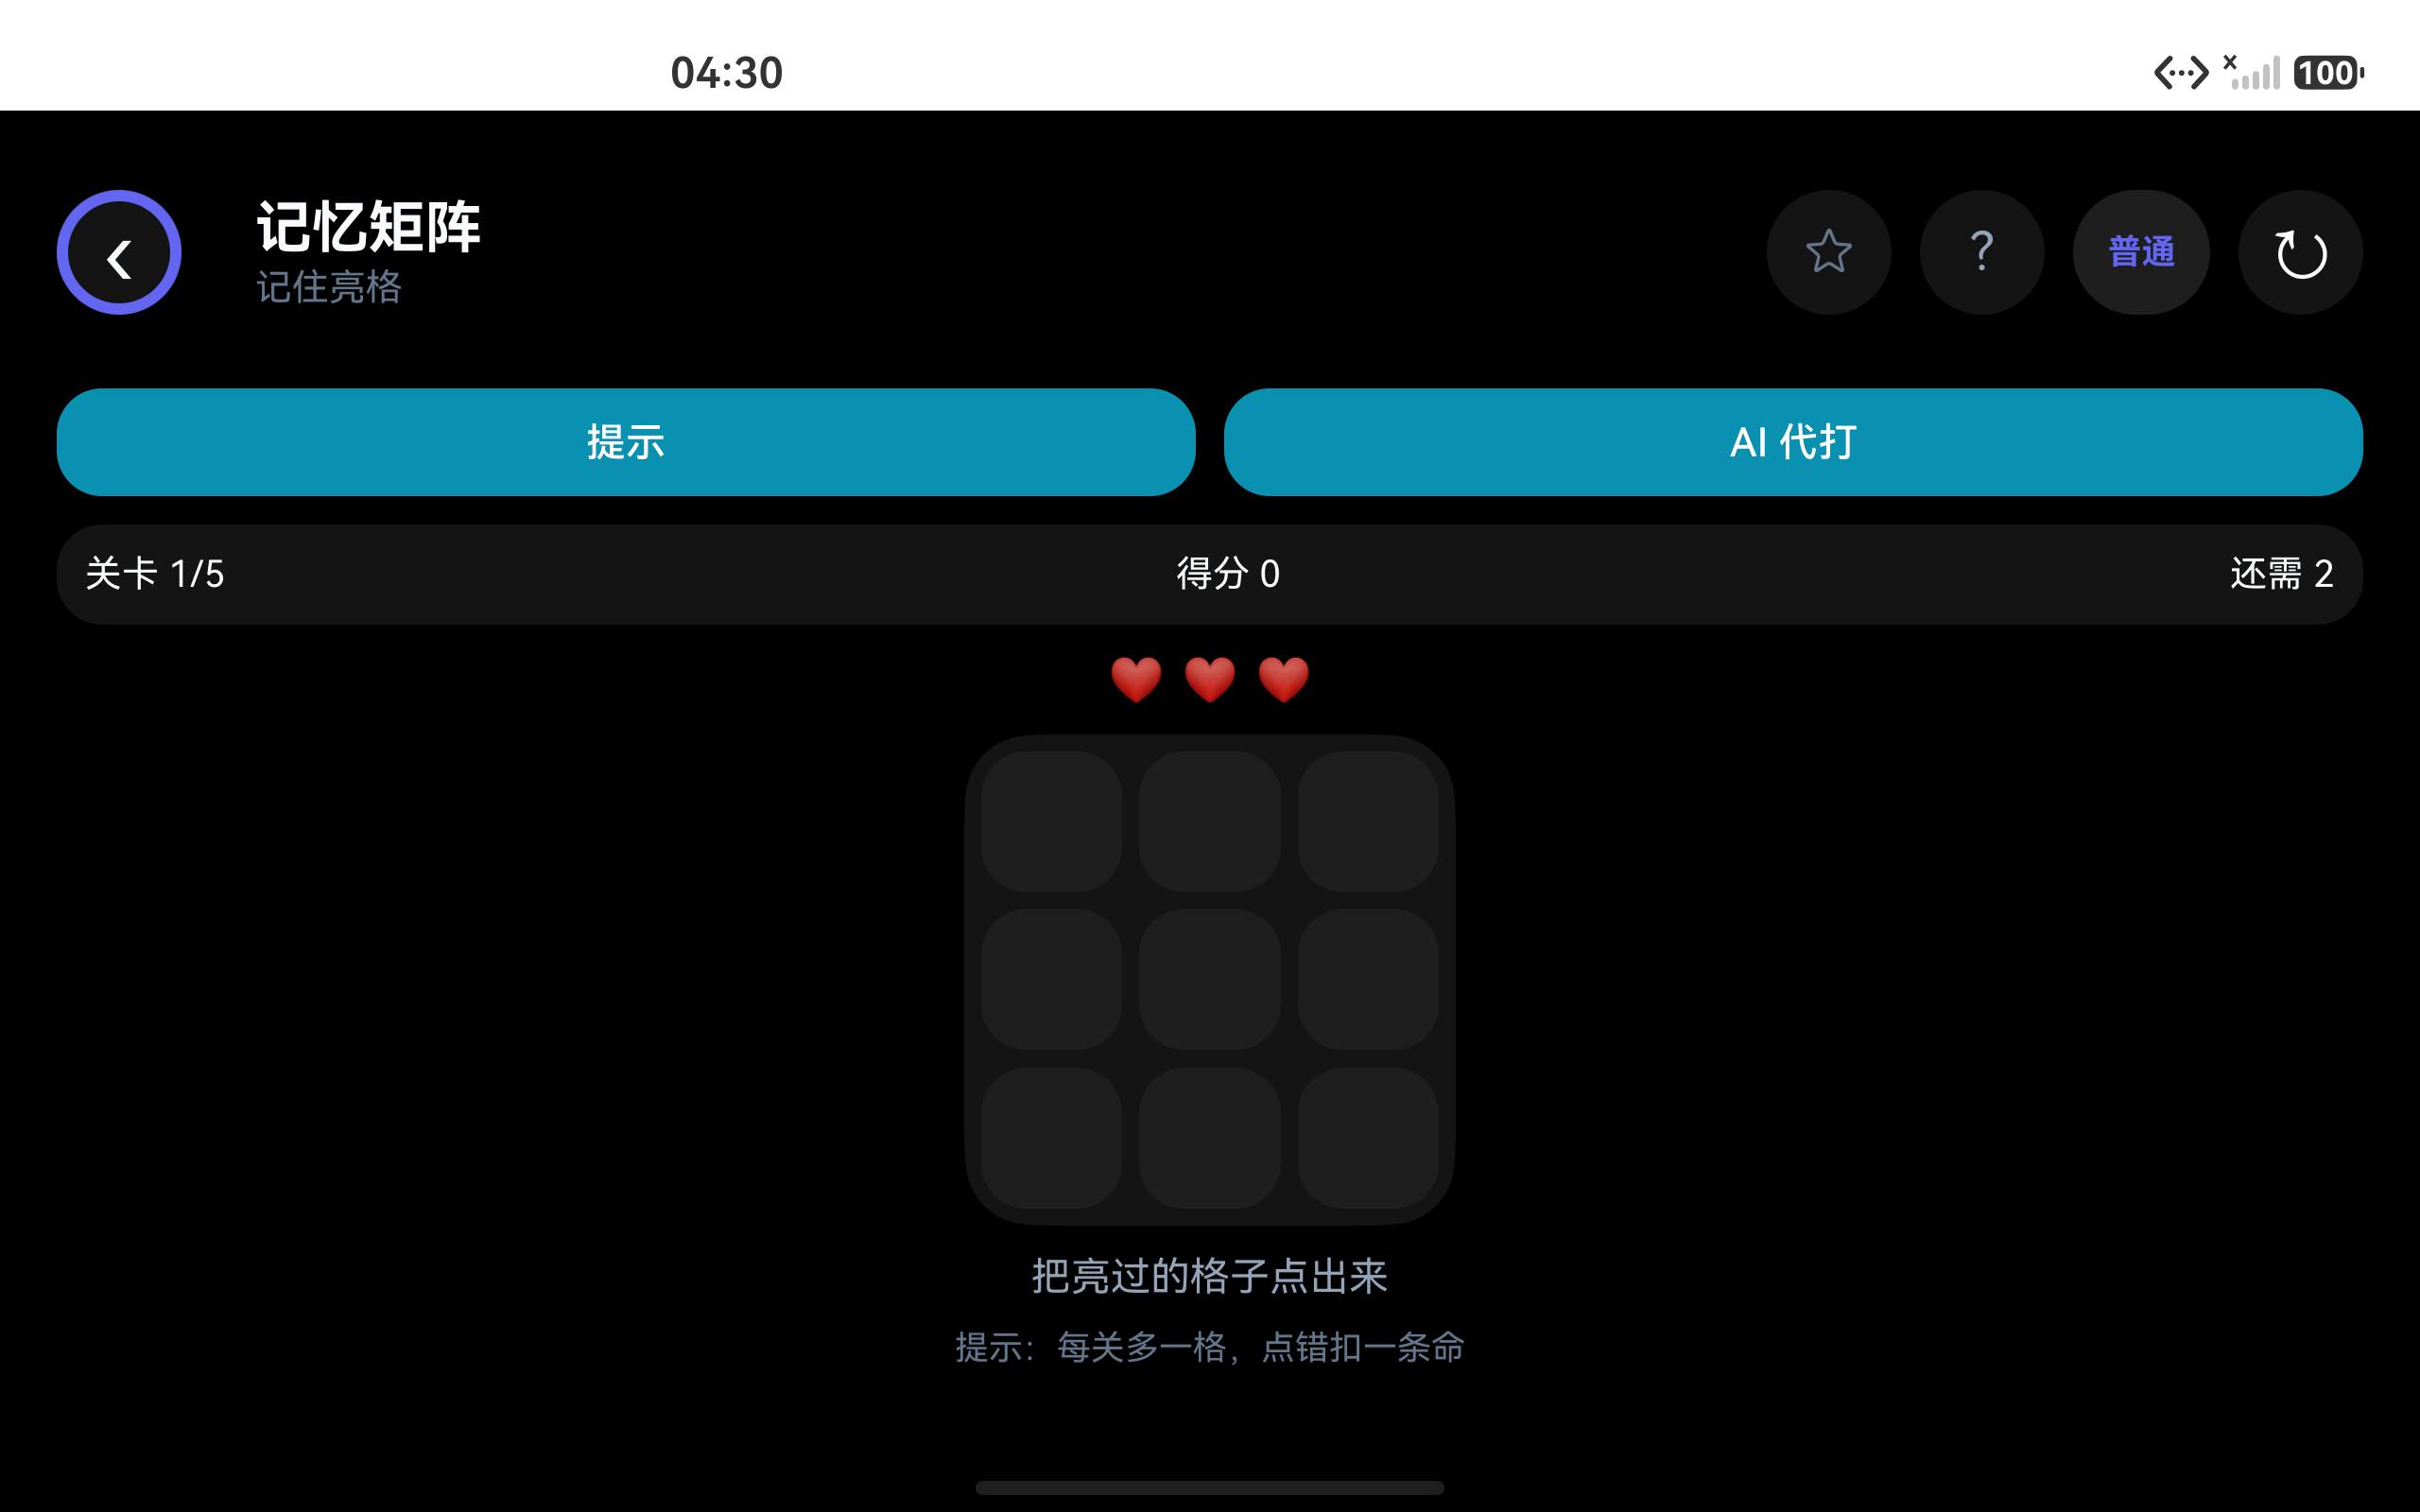 04:30
100
记忆矩阵
记住亮格
?
普通
提示
AI 代打
关卡 1/5
得分 0
还需 2
把亮过的格子点出来
提示：每关多一格，点错扣一条命